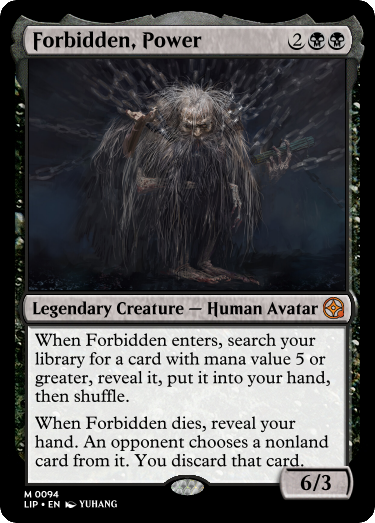 Forbidden, Power 2
Legendary Creature — Human Avatar
When Forbidden enters, search your
library for a card with mana value 5 or
greater, reveal it, put it into your hand,
then shuffle.
When Forbidden dies, reveal your
hand. An opponent chooses a nonland
card from it. You discard that card.
6/3
M 0094
LIP • EN YUHANG